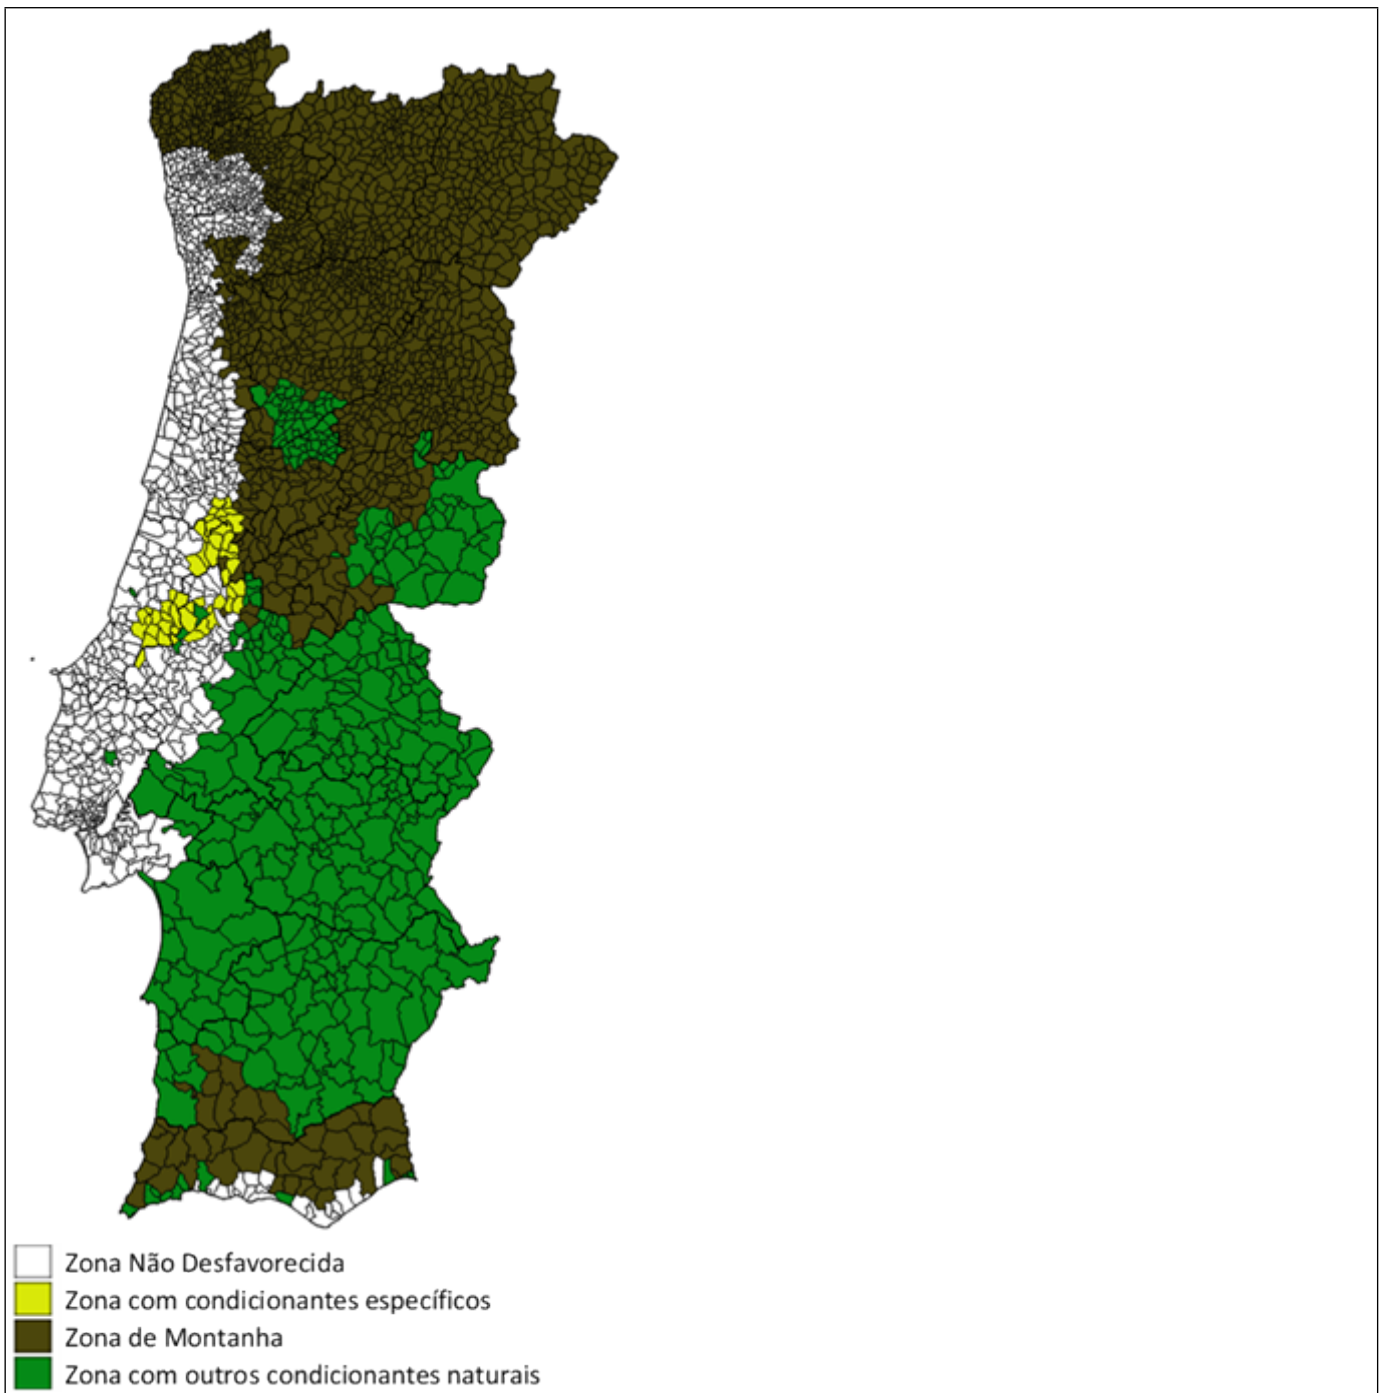 Zona Não Desfavorecida
Zona com condicionantes específicos
Zona de Montanha
Zona com outros condicionantes naturais